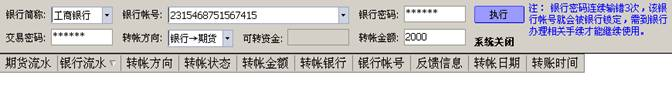 银行简称: 工商银行 银行帐号: 2315468751567415 银行密码: ****** 执行
交易密码: ****** 转帐方向: 银行→期货 可转资金: 转帐金额: 2000 系统关闭
注: 银行密码连续输错3次, 该银
行帐号就会被银行锁定, 需到银行
办理相关手续才能继续使用。
期货流水 银行流水 转帐方向 转帐状态 转帐金额 转帐银行 银行帐号 反馈信息 转帐日期 转账时间